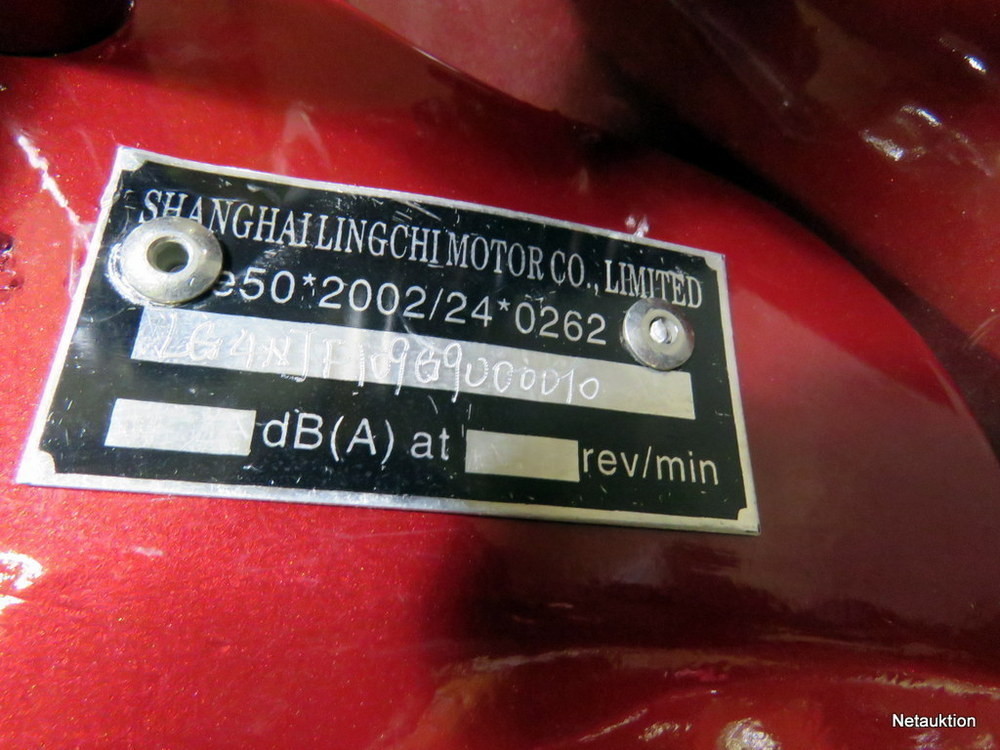 SHANGHAI LINGCHI MOTOR CO., LIMITED
e50*2002/24*0262
dB(A) at rev/min
Netauktion